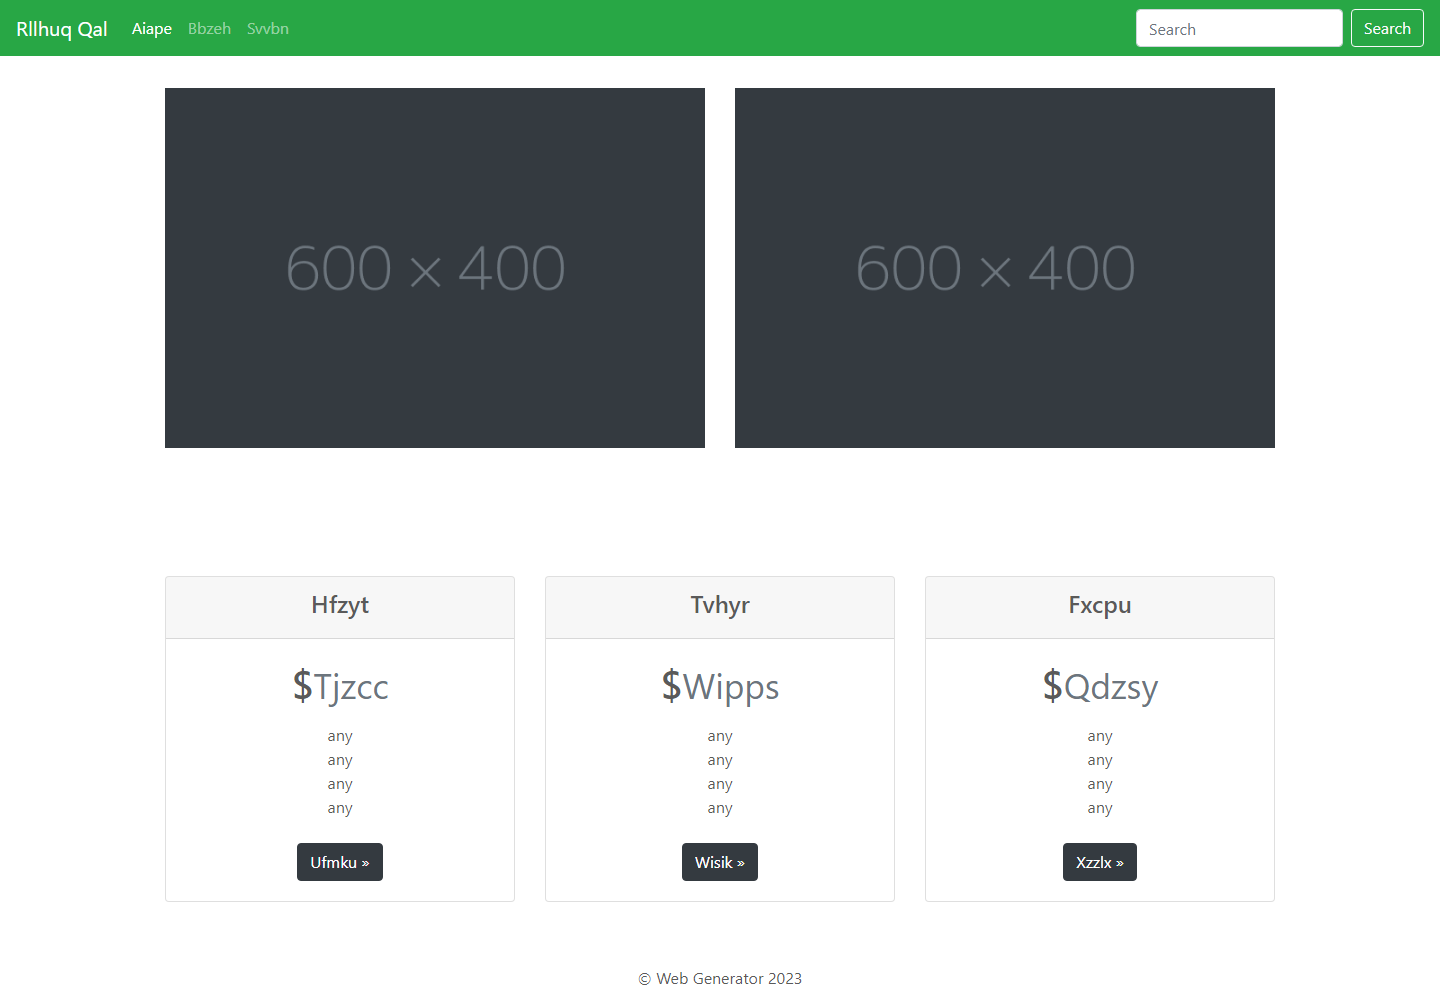 Rllhuq Qal Aiape Bbzeh Svvbn Search Search
600 × 400 600 × 400
Hfzyt Tvhyr Fxcpu
$Tjzcc $Wipps $Qdzsy
any any any
any any any
any any any
any any any
Ufmku » Wisik » Xzzlx »
© Web Generator 2023